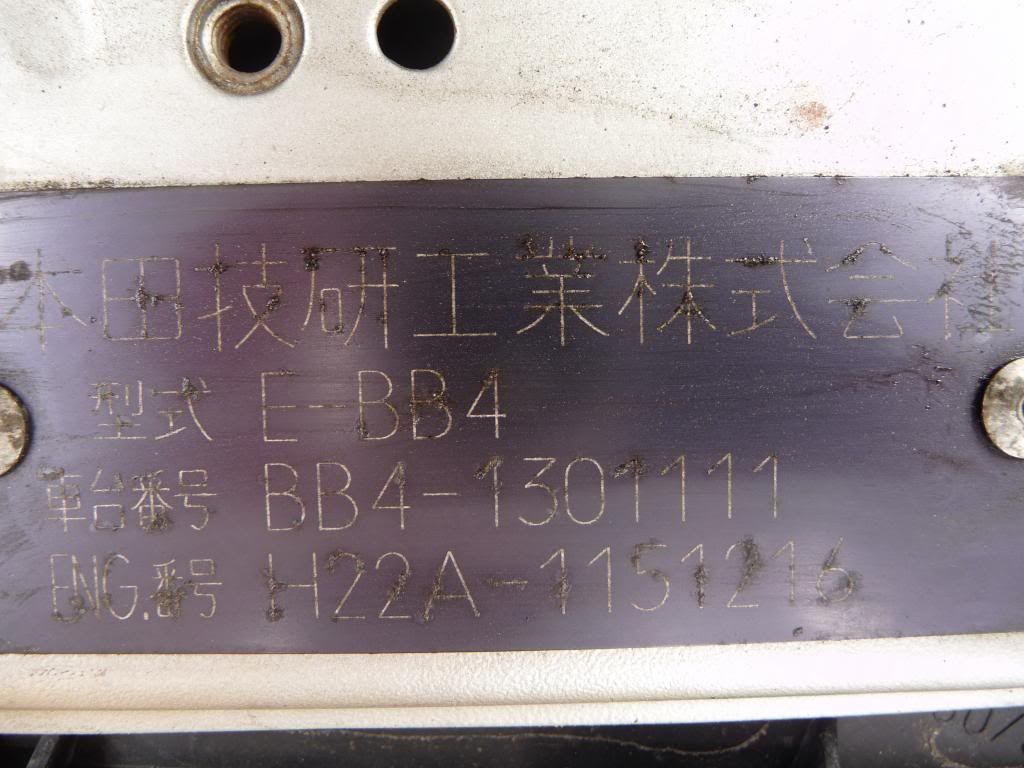 本田技研工業株式会社
型式 E-BB4
車台番号 BB4-1301111
ENG.番号 H22A-1151216